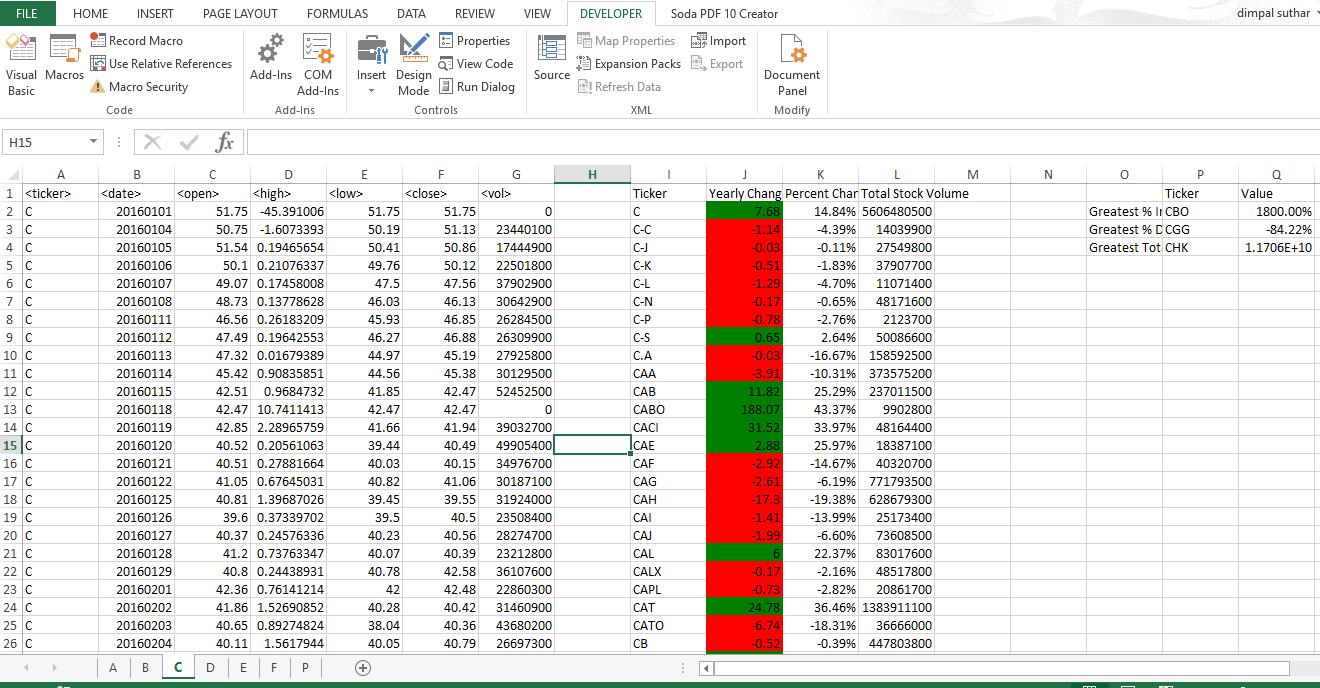 FILE HOME INSERT PAGE LAYOUT FORMULAS DATA REVIEW VIEW DEVELOPER Soda PDF 10 Creator dimpal suthar
Record Macro Properties Map Properties Import
Use Relative References View Code Expansion Packs Export
Visual Basic Macros Macro Security Add-Ins COM Add-Ins Insert Design Mode Run Dialog Source Refresh Data Document Panel
Code Add-Ins Controls XML Modify
H15 fx
A B C D E F G H I J K L M N O P Q
1 <ticker> <date> <open> <high> <low> <close> <vol> Ticker Yearly Chang Percent Char Total Stock Volume Ticker Value
2 C 20160101 51.75 -45.391006 51.75 51.75 0 C 7.68 14.84% 5606480500 Greatest % Ir CBO 1800.00%
3 C 20160104 50.75 -1.6073393 50.19 51.13 23440100 C-C -1.14 -4.39% 14039900 Greatest % D CGG -84.22%
4 C 20160105 51.54 0.19465654 50.41 50.86 17444900 C-J -0.03 -0.11% 27549800 Greatest Tot CHK 1.1706E+10
5 C 20160106 50.1 0.21076337 49.76 50.12 22501800 C-K -0.51 -1.83% 37907700
6 C 20160107 49.07 0.17458008 47.5 47.56 37902900 C-L -1.29 -4.70% 11071400
7 C 20160108 48.73 0.13778628 46.03 46.13 30642900 C-N -0.17 -0.65% 48171600
8 C 20160111 46.56 0.26183209 45.93 46.85 26284500 C-P -0.78 -2.76% 2123700
9 C 20160112 47.49 0.19642553 46.27 46.88 26309900 C-S 0.65 2.64% 50086600
10 C 20160113 47.32 0.01679389 44.97 45.19 27925800 C.A -0.03 -16.67% 158592500
11 C 20160114 45.42 0.90835851 44.56 45.38 30129500 CAA -3.91 -10.31% 373575200
12 C 20160115 42.51 0.9684732 41.85 42.47 52452500 CAB 11.82 25.29% 237011500
13 C 20160118 42.47 10.7411413 42.47 42.47 0 CABO 188.07 43.37% 9902800
14 C 20160119 42.85 2.28965759 41.66 41.94 39032700 CACI 31.52 33.97% 48164400
15 C 20160120 40.52 0.20561063 39.44 40.49 49905400 CAE 2.88 25.97% 18387100
16 C 20160121 40.51 0.27881664 40.03 40.15 34976700 CAF -2.92 -14.67% 40320700
17 C 20160122 41.05 0.67645031 40.82 41.06 30187100 CAG -2.61 -6.19% 771793500
18 C 20160125 40.81 1.39687026 39.45 39.55 31924000 CAH -17.3 -19.38% 628679300
19 C 20160126 39.6 0.37339702 39.5 40.5 23508400 CAI -1.41 -13.99% 25173400
20 C 20160127 40.37 0.24576336 40.23 40.56 28274700 CAJ -1.99 -6.60% 73608500
21 C 20160128 41.2 0.73763347 40.07 40.39 23212800 CAL 6 22.37% 83017600
22 C 20160129 40.8 0.24438931 40.78 42.58 36107600 CALX -0.17 -2.16% 48517800
23 C 20160201 42.36 0.76141214 42 42.48 22860300 CAPL -0.73 -2.82% 20861700
24 C 20160202 41.86 1.52690852 40.28 40.42 31460900 CAT 24.78 36.46% 1383911100
25 C 20160203 40.65 0.89274824 38.04 40.36 43680200 CATO -6.74 -18.31% 36666000
26 C 20160204 40.11 1.5617944 40.05 40.79 26697300 CB -0.52 -0.39% 447803800
A B C D E F P